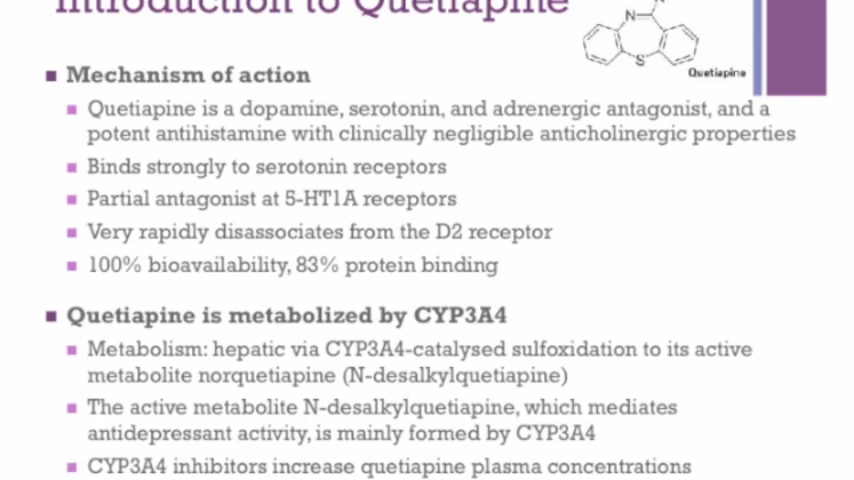 Introduction to Quetiapine
N
N
S
Quetiapine
Mechanism of action
Quetiapine is a dopamine, serotonin, and adrenergic antagonist, and a
potent antihistamine with clinically negligible anticholinergic properties
Binds strongly to serotonin receptors
Partial antagonist at 5-HT1A receptors
Very rapidly disassociates from the D2 receptor
100% bioavailability, 83% protein binding
Quetiapine is metabolized by CYP3A4
Metabolism: hepatic via CYP3A4-catalysed sulfoxidation to its active
metabolite norquetiapine (N-desalkylquetiapine)
The active metabolite N-desalkylquetiapine, which mediates
antidepressant activity, is mainly formed by CYP3A4
CYP3A4 inhibitors increase quetiapine plasma concentrations